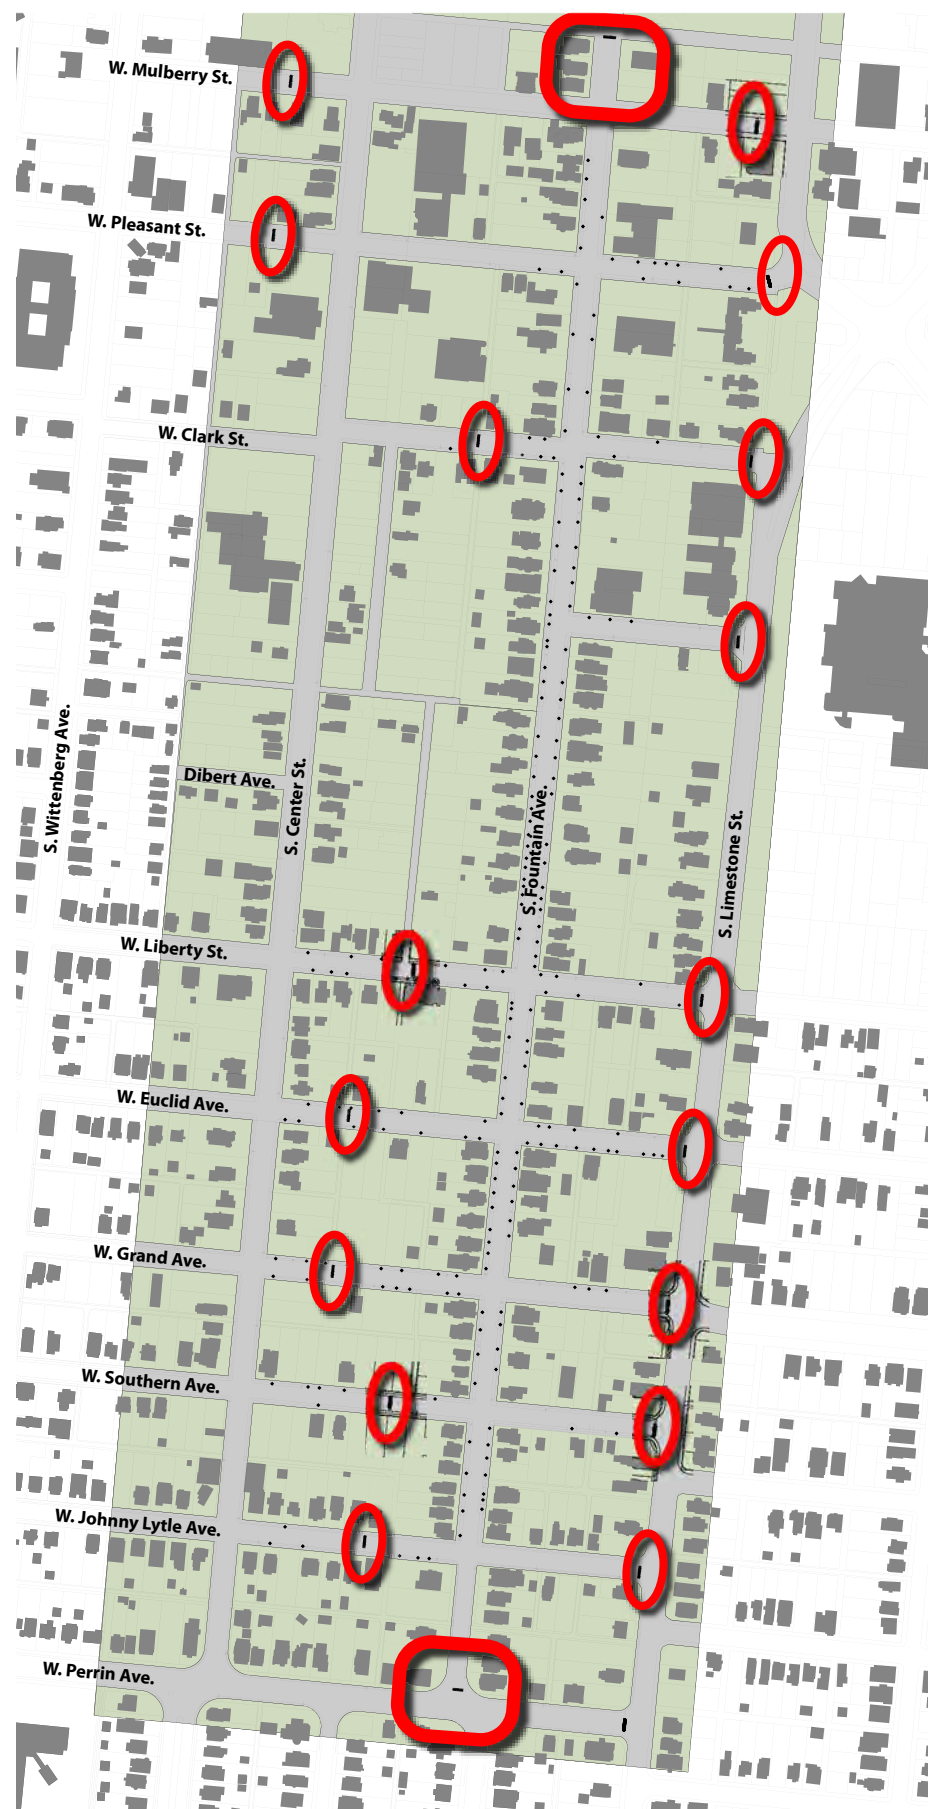 W. Mulberry St.
W. Pleasant St.
W. Clark St.
S. Wittenberg Ave.
Dibert Ave.
S. Center St.
S. Fountain Ave.
S. Limestone St.
W. Liberty St.
W. Euclid Ave.
W. Grand Ave.
W. Southern Ave.
W. Johnny Lytle Ave.
W. Perrin Ave.